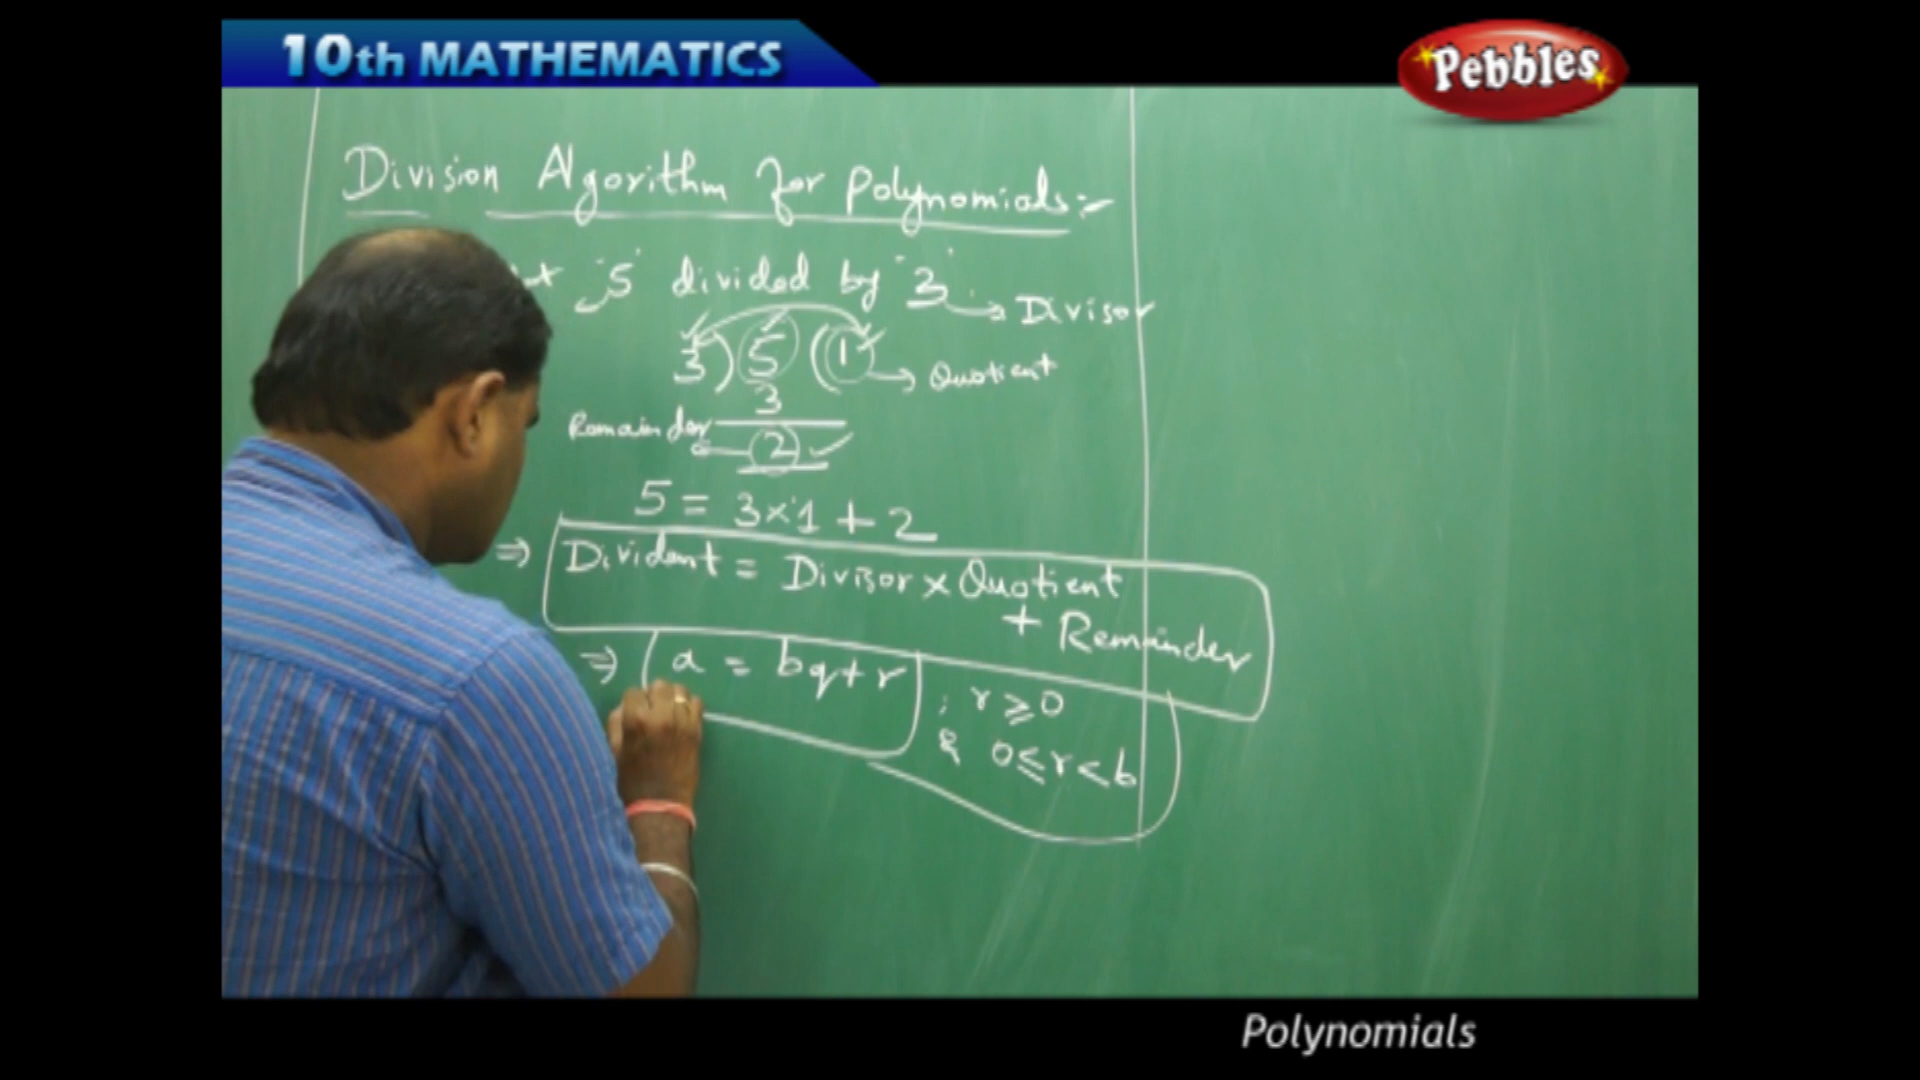 10th MATHEMATICS
Pebbles
Division Algorithm for Polynomials:-
'5' divided by '3' → Divisor
3) 5 (1 → Quotient
3
Remainder ← 2
5 = 3×1 + 2
⇒ Divident = Divisor × Quotient
+ Remainder
⇒ a = bq + r ; r ≥ 0
& 0 ≤ r < b
Polynomials